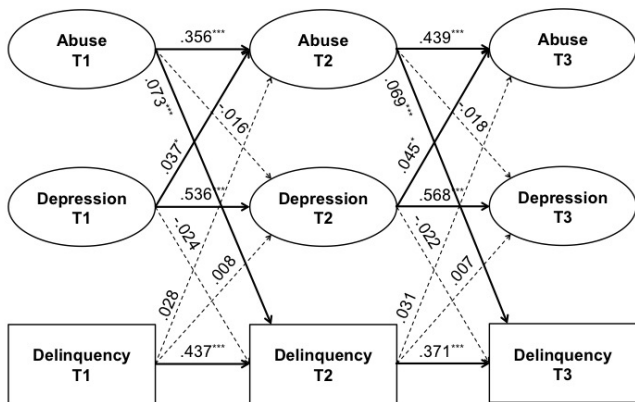 Abuse
T1
.356***
Abuse
T2
.439***
Abuse
T3
.073***
.037*
-.016
.069***
.045*
-.018
Depression
T1
.536***
Depression
T2
.568***
Depression
T3
-.024
.008
.028
-.022
.007
.031
Delinquency
T1
.437***
Delinquency
T2
.371***
Delinquency
T3